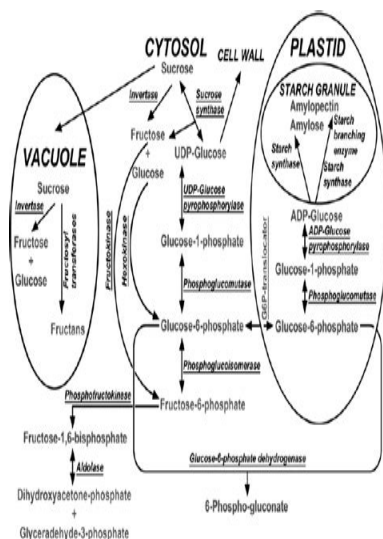 CYTOSOL
Sucrose
CELL WALL
Invertase
Sucrose
synthase
Fructose
+
Glucose
UDP-Glucose
UDP-Glucose
pyrophosphorylase
Glucose-1-phosphate
Phosphoglucomutase
Fructokinase
Hexokinase
Glucose-6-phosphate
Phosphoglucoisomerase
Fructose-6-phosphate
VACUOLE
Sucrose
Invertase
Fructose
+
Glucose
Fructosyl
transferases
Fructans
Phosphofructokinase
Fructose-1,6-bisphosphate
Aldolase
Dihydroxyacetone-phosphate
+
Glyceradehyde-3-phosphate
PLASTID
STARCH GRANULE
Amylopectin
Amylose
Starch
branching
enzyme
Starch
synthase
Starch
synthase
ADP-Glucose
ADP-Glucose
pyrophosphorylase
Glucose-1-phosphate
Phosphoglucomutase
G6P-translocator
Glucose-6-phosphate
Glucose-6-phosphate dehydrogenase
6-Phospho-gluconate